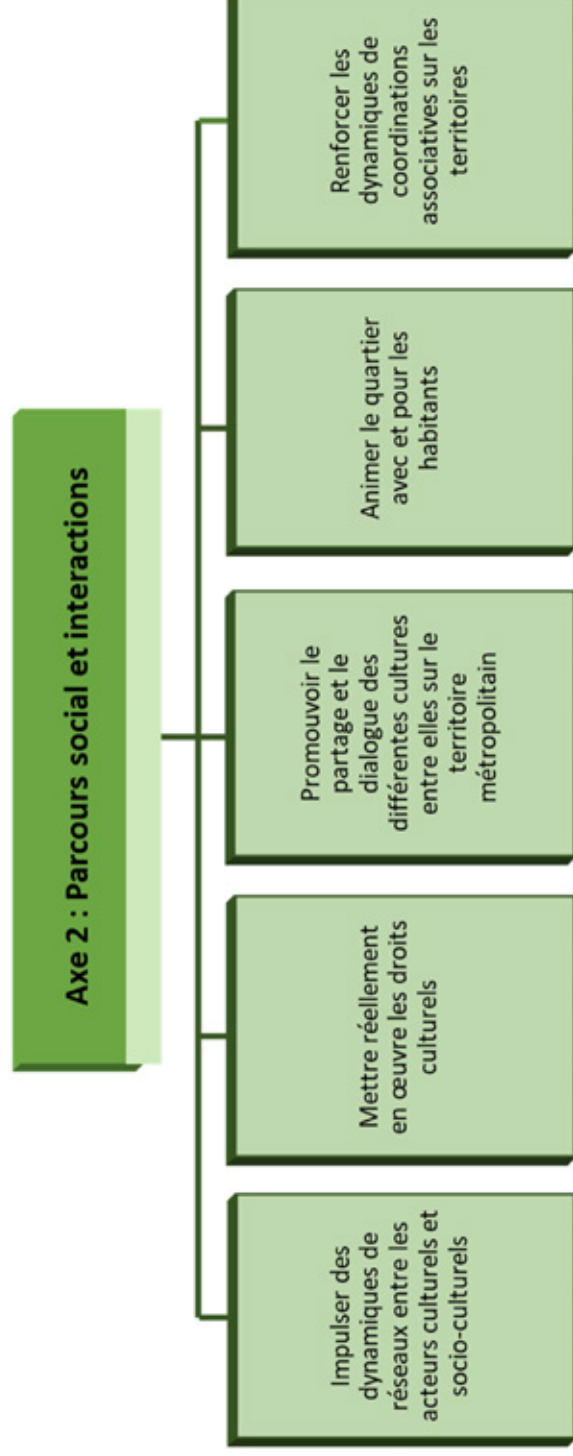 Axe 2 : Parcours social et interactions
Impulser des
dynamiques de
réseaux entre les
acteurs culturels et
socio-culturels
Mettre réellement
en œuvre les droits
culturels
Promouvoir le
partage et le
dialogue des
différentes cultures
entre elles sur le
territoire
métropolitain
Animer le quartier
avec et pour les
habitants
Renforcer les
dynamiques de
coordinations
associatives sur les
territoires